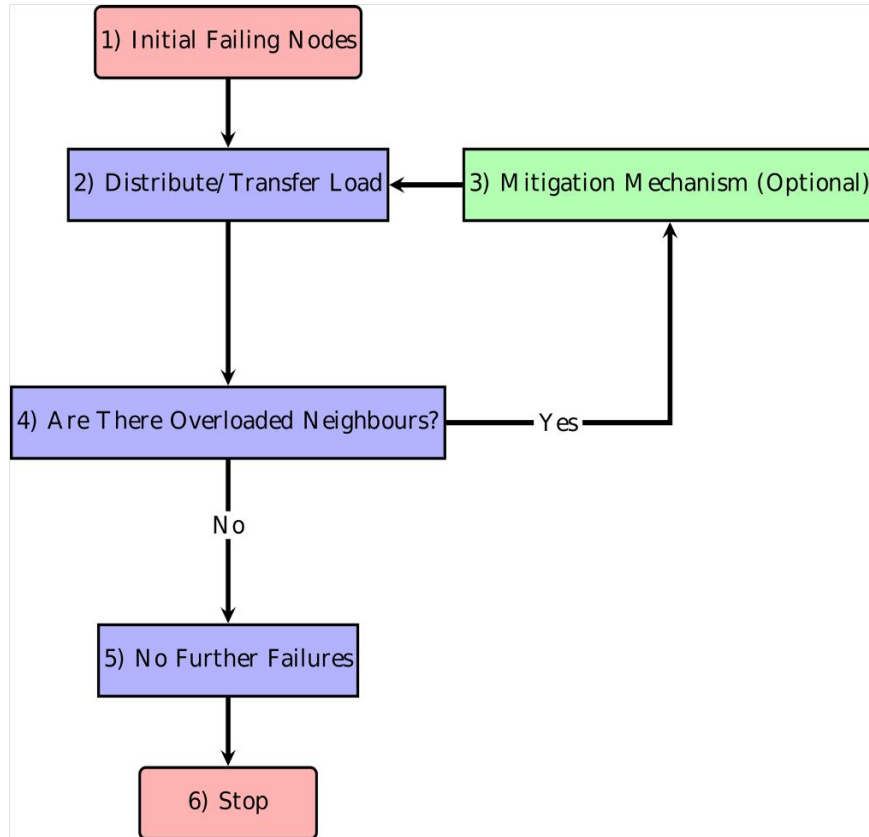 1) Initial Failing Nodes
2) Distribute/Transfer Load
3) Mitigation Mechanism (Optional)
4) Are There Overloaded Neighbours?
Yes
No
5) No Further Failures
6) Stop